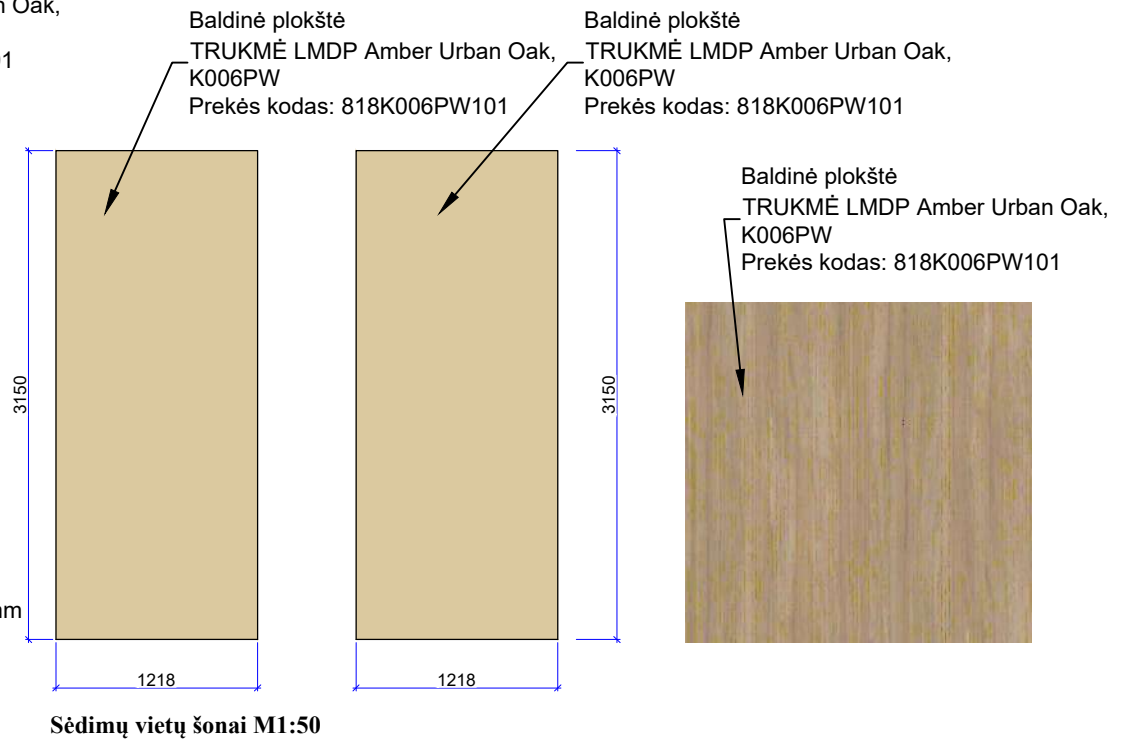 Oak,
Baldinė plokštė
TRUKMĖ LMDP Amber Urban Oak,
K006PW
Prekės kodas: 818K006PW101
Baldinė plokštė
TRUKMĖ LMDP Amber Urban Oak,
K006PW
Prekės kodas: 818K006PW101
Baldinė plokštė
TRUKMĖ LMDP Amber Urban Oak,
K006PW
Prekės kodas: 818K006PW101
3150
3150
1218
1218
Sėdimų vietų šonai M1:50